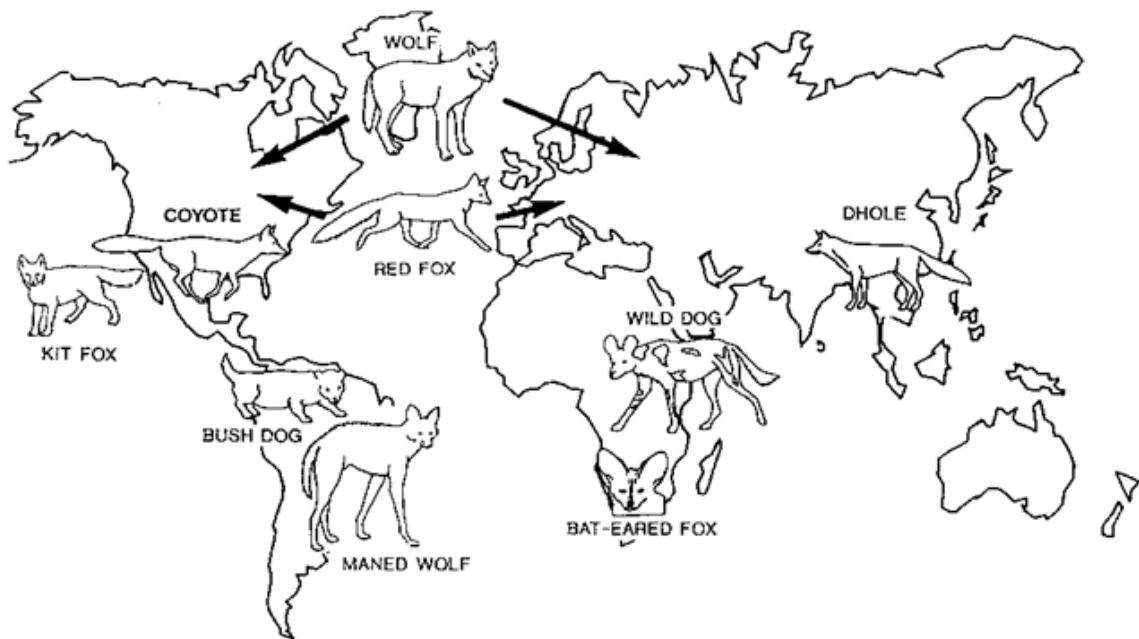 WOLF
COYOTE
RED FOX
DHOLE
KIT FOX
WILD DOG
BUSH DOG
BAT-EARED FOX
MANED WOLF